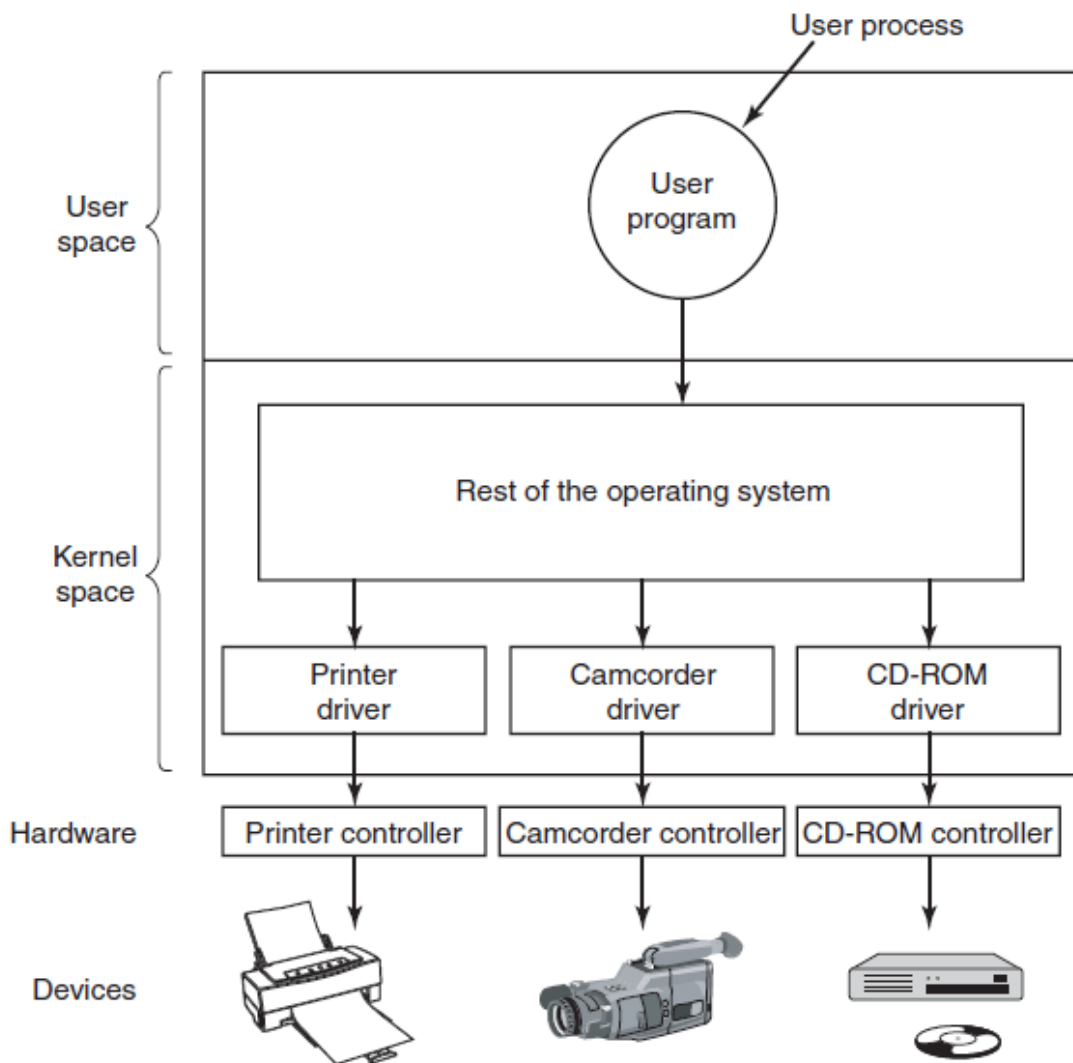 User process
User
program
User
space
Rest of the operating system
Kernel
space
Printer
driver
Camcorder
driver
CD-ROM
driver
Hardware
Printer controller
Camcorder controller
CD-ROM controller
Devices